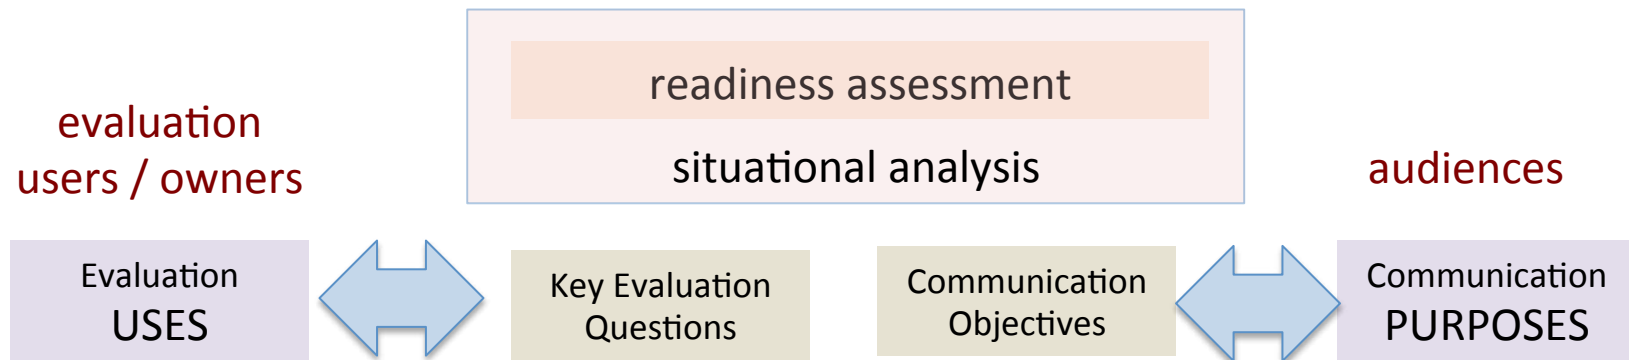 readiness assessment
situational analysis
evaluation
users / owners
audiences
Evaluation
USES
Key Evaluation
Questions
Communication
Objectives
Communication
PURPOSES